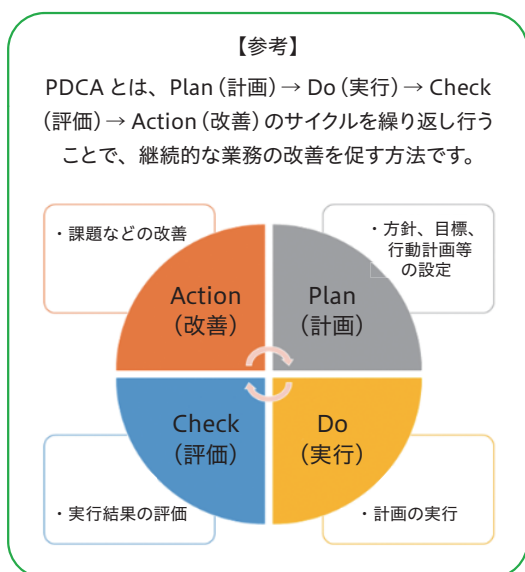 【参考】
PDCA とは、Plan(計画)→ Do(実行)→ Check
(評価)→ Action(改善)のサイクルを繰り返し行う
ことで、継続的な業務の改善を促す方法です。
・課題などの改善
・方針、目標、
行動計画等
の設定
Action
(改善)
Plan
(計画)
Check
(評価)
Do
(実行)
・実行結果の評価
・計画の実行